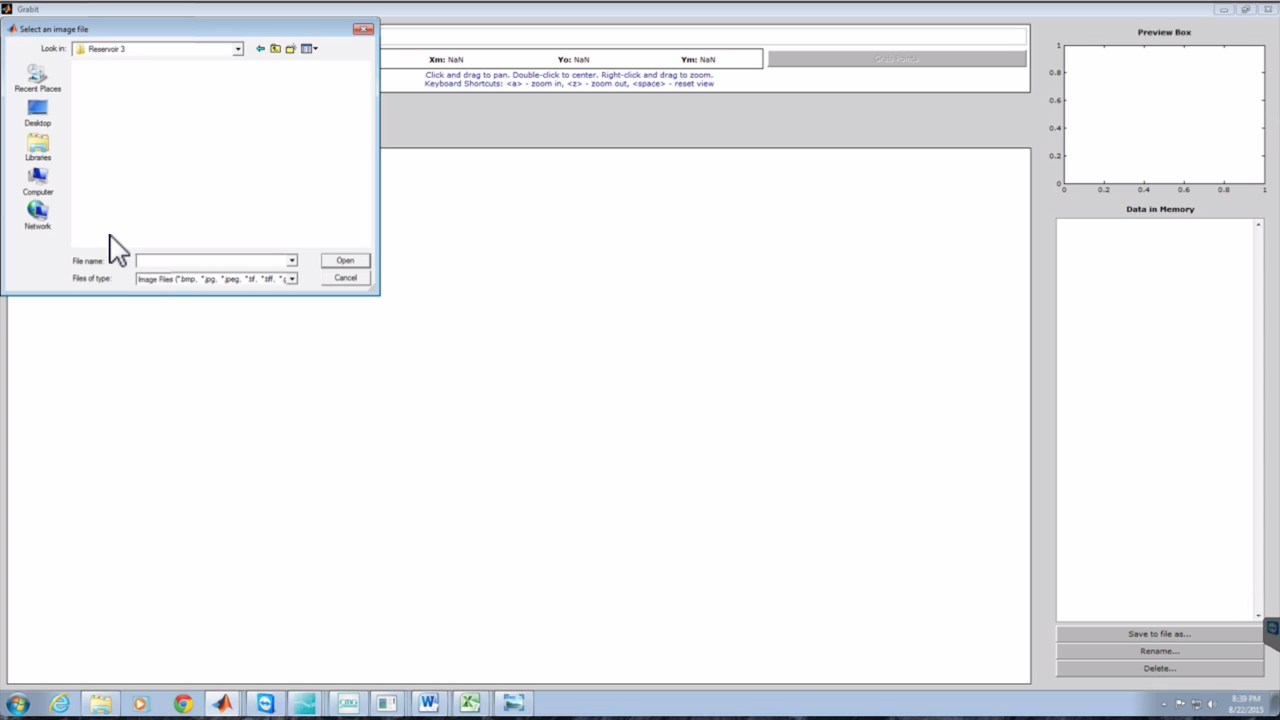 Grabit
Select an image file
Look in: Reservoir 3
Recent Places
Desktop
Libraries
Computer
Network
File name:
Open
Files of type: Image Files (*.bmp, *.jpg, *.jpeg, *.tif, *.tiff, *.
Cancel
Xm: NaN Yo: NaN Ym: NaN
Grab Points
Click and drag to pan. Double-click to center. Right-click and drag to zoom.
Keyboard Shortcuts: <a> - zoom in, <z> - zoom out, <space> - reset view
Preview Box
1
0.8
0.6
0.4
0.2
0
0 0.2 0.4 0.6 0.8 1
Data in Memory
Save to file as...
Rename...
Delete...
8:39 PM
8/22/2015